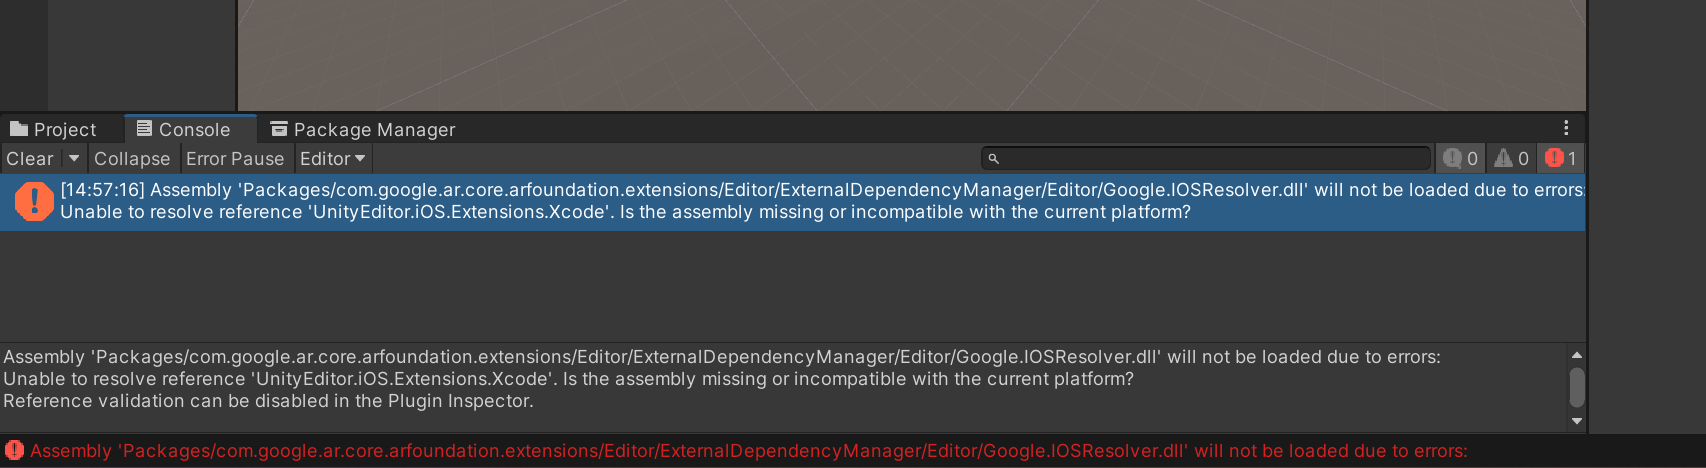 Project Console Package Manager
Clear Collapse Error Pause Editor 0 0 1
[14:57:16] Assembly 'Packages/com.google.ar.core.arfoundation.extensions/Editor/ExternalDependencyManager/Editor/Google.IOSResolver.dll' will not be loaded due to errors:
Unable to resolve reference 'UnityEditor.iOS.Extensions.Xcode'. Is the assembly missing or incompatible with the current platform?
Assembly 'Packages/com.google.ar.core.arfoundation.extensions/Editor/ExternalDependencyManager/Editor/Google.IOSResolver.dll' will not be loaded due to errors:
Unable to resolve reference 'UnityEditor.iOS.Extensions.Xcode'. Is the assembly missing or incompatible with the current platform?
Reference validation can be disabled in the Plugin Inspector.
Assembly 'Packages/com.google.ar.core.arfoundation.extensions/Editor/ExternalDependencyManager/Editor/Google.IOSResolver.dll' will not be loaded due to errors: